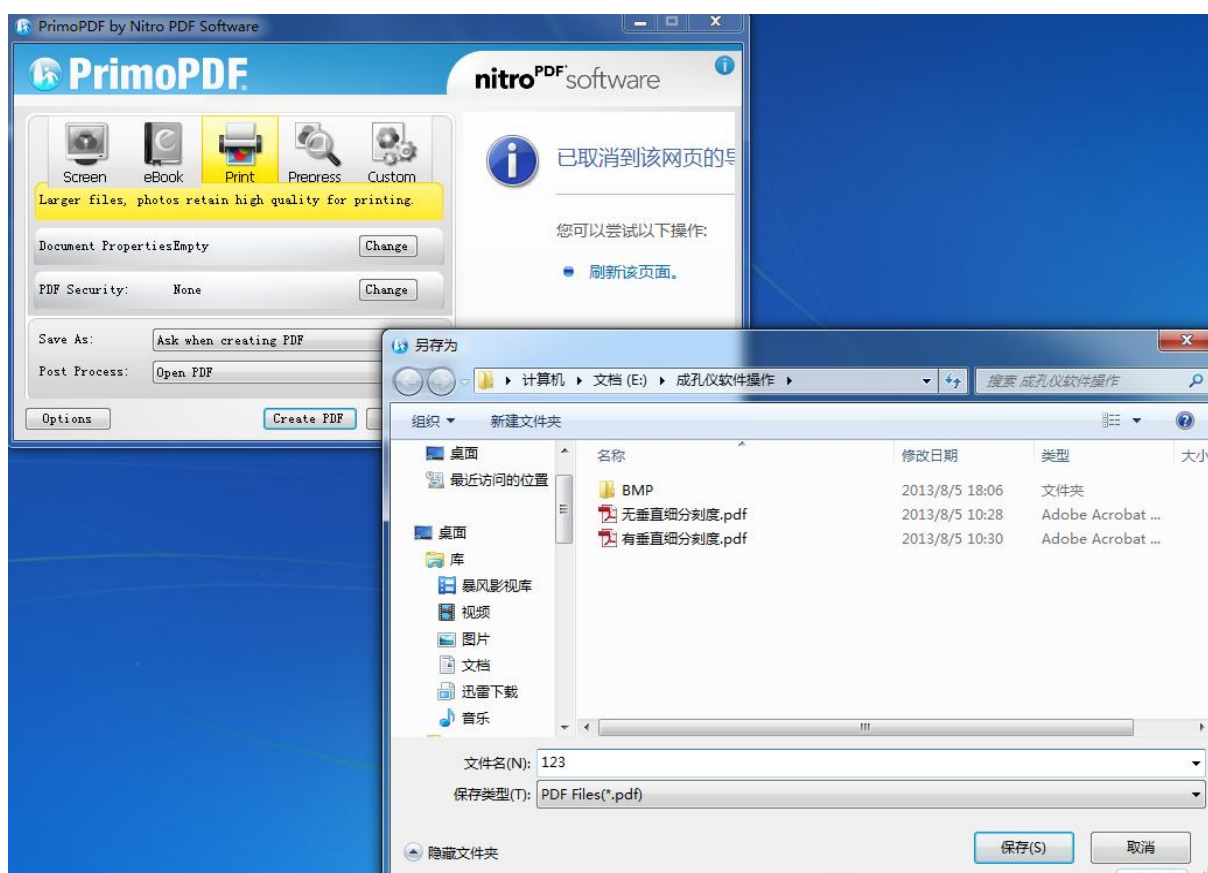 PrimoPDF by Nitro PDF Software
PrimoPDF
nitro PDF software
Screen eBook Print Prepress Custom
Larger files, photos retain high quality for printing.
Document PropertiesEmpty Change
PDF Security: None Change
Save As: Ask when creating PDF
Post Process: Open PDF
Options Create PDF
已取消到该网页的导
您可以尝试以下操作:
刷新该页面。
另存为
计算机 文档 (E:) 成孔仪软件操作
搜索 成孔仪软件操作
组织 新建文件夹
桌面
最近访问的位置
桌面
库
暴风影视库
视频
图片
文档
迅雷下载
音乐
名称 修改日期 类型 大小
BMP 2013/8/5 18:06 文件夹
无垂直细分刻度.pdf 2013/8/5 10:28 Adobe Acrobat ...
有垂直细分刻度.pdf 2013/8/5 10:30 Adobe Acrobat ...
文件名(N): 123
保存类型(T): PDF Files(*.pdf)
隐藏文件夹 保存(S) 取消